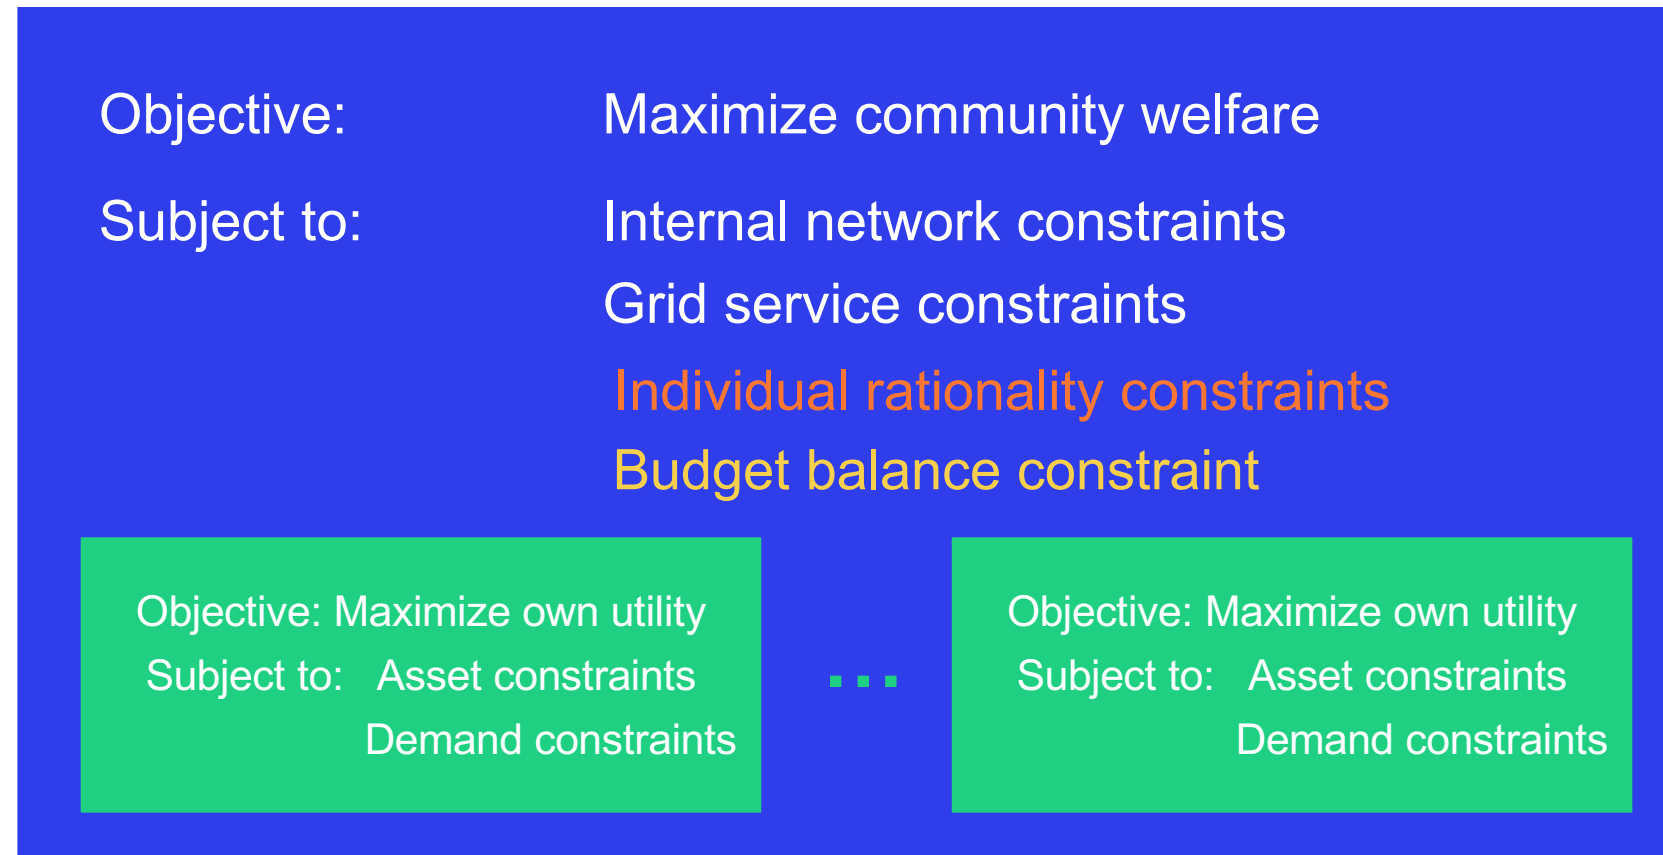 Objective: Maximize community welfare
Subject to: Internal network constraints
Grid service constraints
Individual rationality constraints
Budget balance constraint
Objective: Maximize own utility
Subject to: Asset constraints
Demand constraints
...
Objective: Maximize own utility
Subject to: Asset constraints
Demand constraints